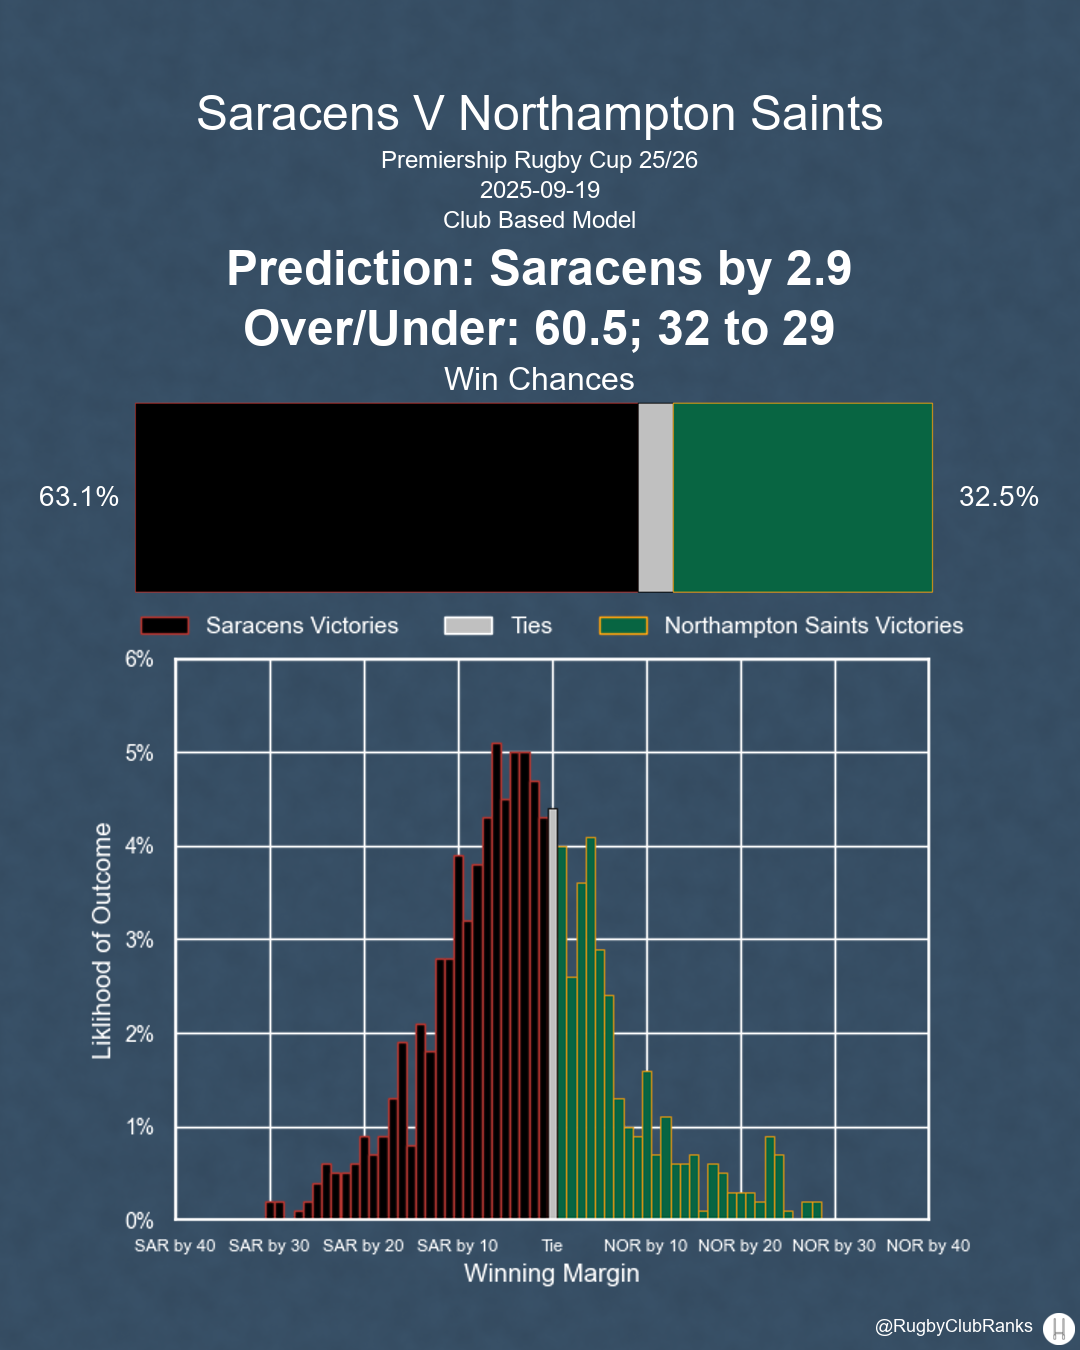 Saracens V Northampton Saints
Premiership Rugby Cup 25/26
2025-09-19
Club Based Model
Prediction: Saracens by 2.9
Over/Under: 60.5; 32 to 29
Win Chances
63.1%
32.5%
Saracens Victories
Ties
Northampton Saints Victories
6%
5%
4%
3%
2%
1%
0%
Liklihood of Outcome
SAR by 40 SAR by 30 SAR by 20 SAR by 10 Tie NOR by 10 NOR by 20 NOR by 30 NOR by 40
Winning Margin
@RugbyClubRanks